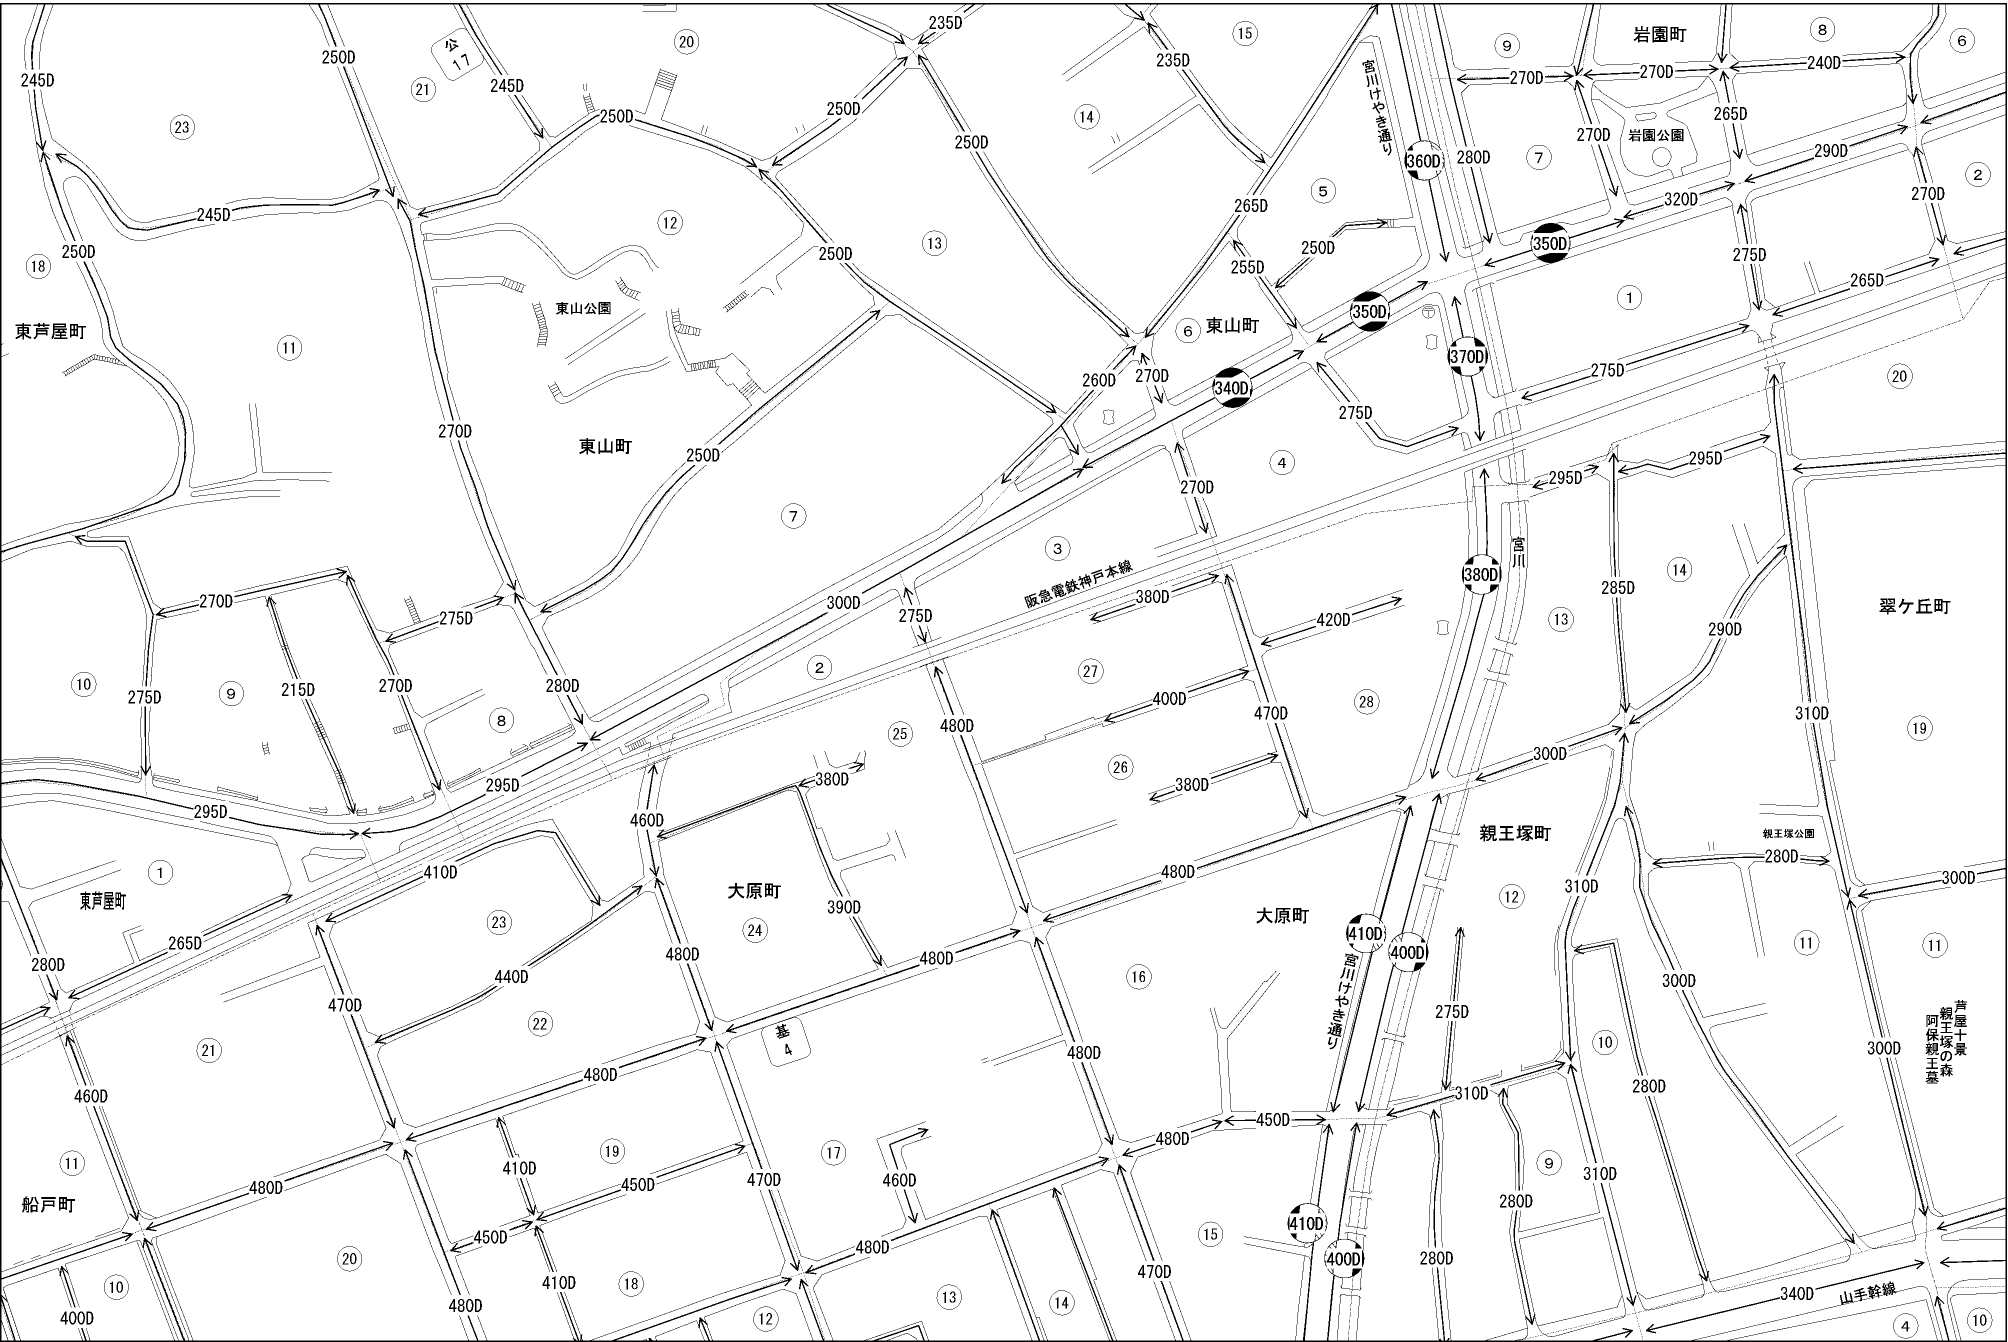 235D
20
15
岩園町
8
公
17
9
6
250D
21
245D
245D
235D
270D
270D
240D
宮川けやき通り
250D
250D
14
265D
23
250D
270D
岩園公園
280D
360D
7
290D
5
2
245D
12
265D
320D
270D
250D
13
250D
350D
18
255D
250D
275D
265D
東芦屋町
11
東山公園
1
350D
6
東山町
370D
260D
270D
340D
275D
20
275D
270D
東山町
250D
4
295D
295D
270D
7
3
阪急電鉄神戸本線
宮川
380D
14
285D
270D
275D
300D
275D
380D
420D
13
翠ケ丘町
290D
10
9
275D
215D
270D
280D
8
2
27
400D
28
470D
480D
310D
19
25
26
380D
380D
300D
295D
295D
460D
親王塚町
親王塚公園
280D
1
410D
480D
東芦屋町
大原町
390D
310D
300D
23
24
大原町
12
410D
400D
265D
280D
440D
480D
480D
16
11
11
300D
470D
22
宮川けやき通り
275D
芦屋十景
親王塚の森
阿保親王墓
21
基
4
480D
10
300D
460D
480D
280D
310D
450D
480D
11
19
17
410D
450D
470D
460D
9
310D
船戸町
480D
280D
450D
480D
410D
15
400D
280D
20
10
410D
18
470D
400D
480D
12
13
14
340D
山手幹線
4
10